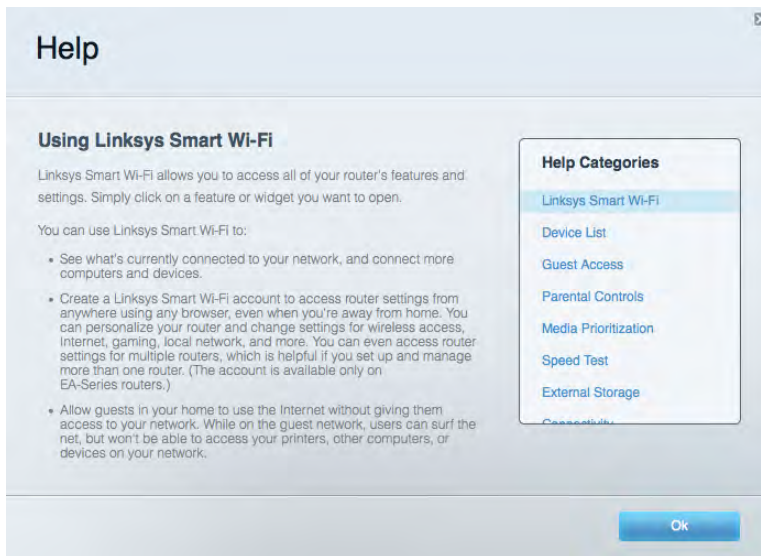 Help
Using Linksys Smart Wi-Fi
Linksys Smart Wi-Fi allows you to access all of your router's features and
settings. Simply click on a feature or widget you want to open.
You can use Linksys Smart Wi-Fi to:
• See what's currently connected to your network, and connect more
computers and devices.
• Create a Linksys Smart Wi-Fi account to access router settings from
anywhere using any browser, even when you're away from home. You
can personalize your router and change settings for wireless access,
Internet, gaming, local network, and more. You can even access router
settings for multiple routers, which is helpful if you set up and manage
more than one router. (The account is available only on
EA-Series routers.)
• Allow guests in your home to use the Internet without giving them
access to your network. While on the guest network, users can surf the
net, but won't be able to access your printers, other computers, or
devices on your network.
Help Categories
Linksys Smart Wi-Fi
Device List
Guest Access
Parental Controls
Media Prioritization
Speed Test
External Storage
Connectivity
Ok